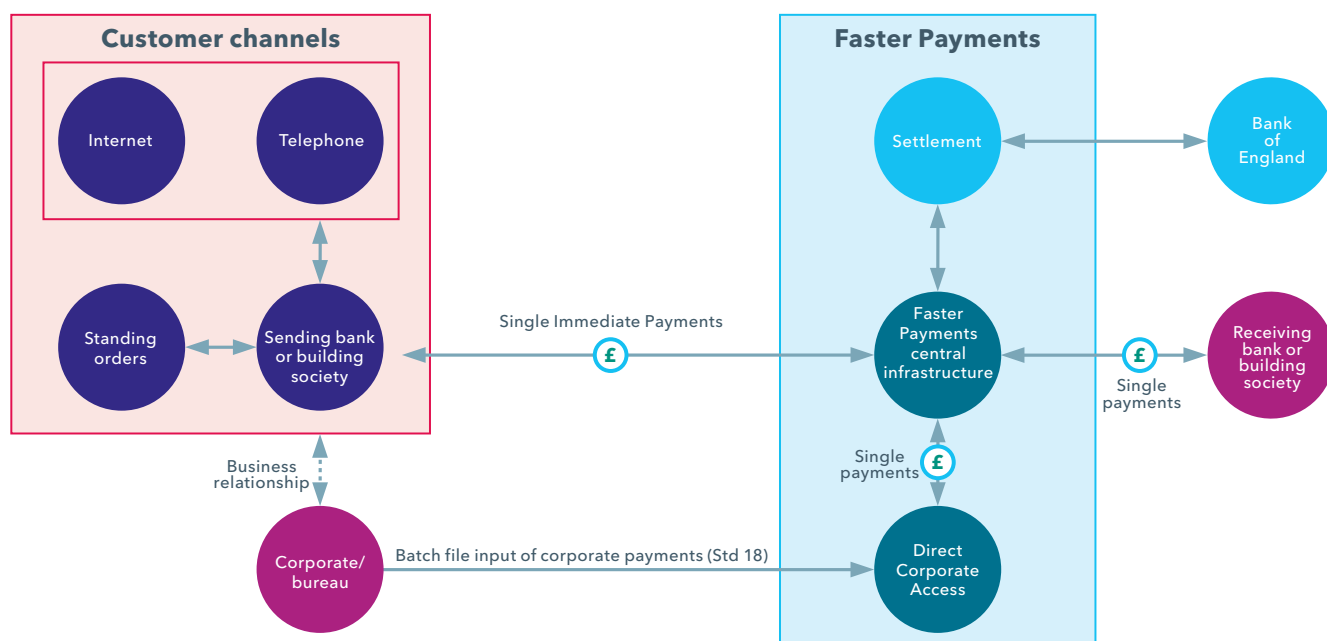 Customer channels
Faster Payments
Internet
Telephone
Settlement
Bank
of
England
Standing
orders
Sending bank
or building
society
Single Immediate Payments
£
Faster
Payments
central
infrastructure
£
Single
payments
Receiving
bank or
building
society
Business
relationship
Single
payments
£
Corporate/
bureau
Batch file input of corporate payments (Std 18)
Direct
Corporate
Access